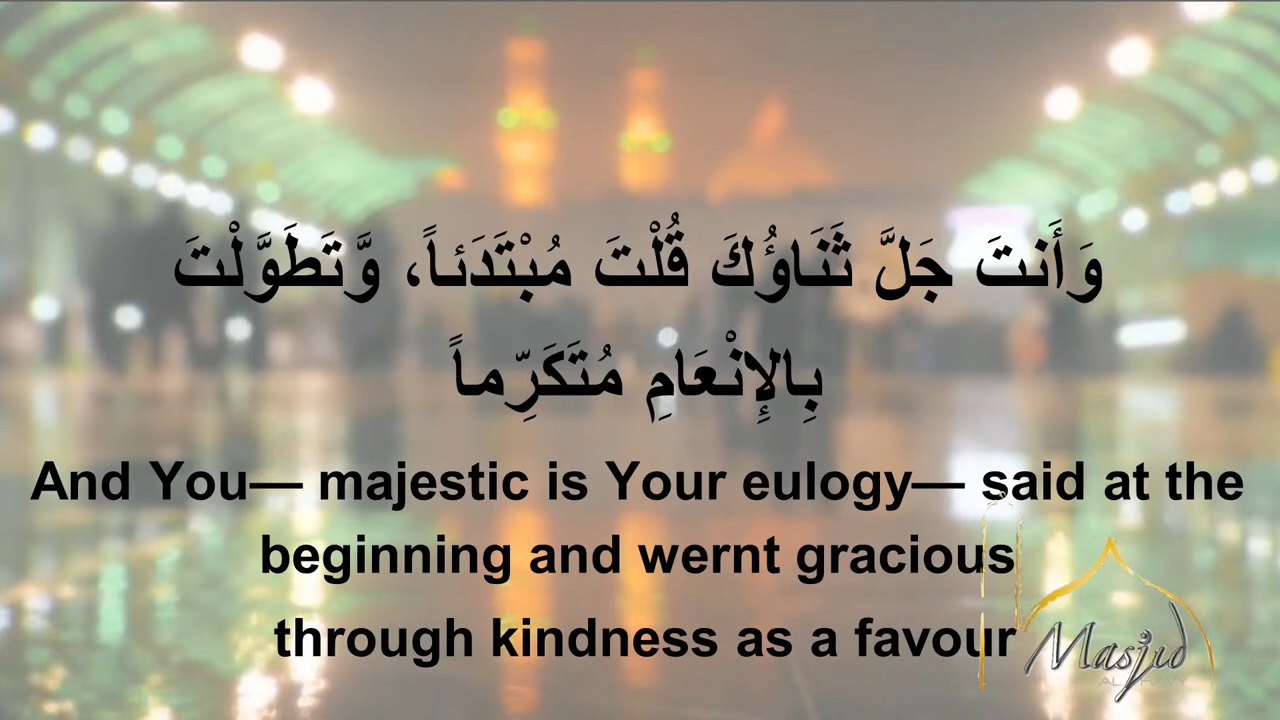 وَأَنتَ جَلَّ ثَنَاؤُكَ قُلْتَ مُبْتَدَئاً، وَّتَطَوَّلْتَ
بِالإِنْعَامِ مُتَكَرِّماً
And You— majestic is Your eulogy— said at the
beginning and wernt gracious
through kindness as a favour
Masjid